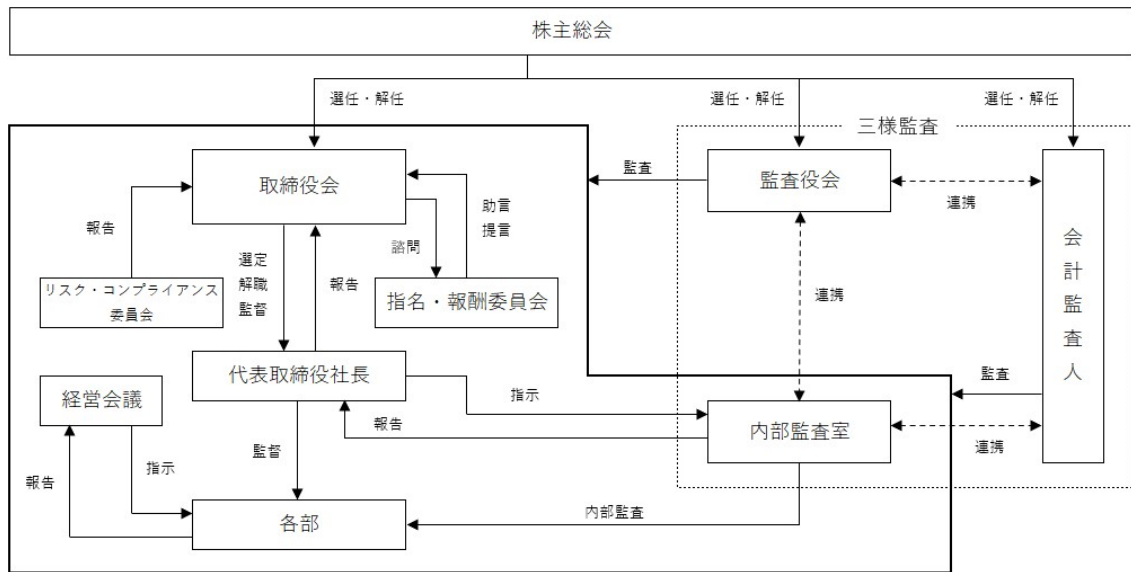 株主総会
選任・解任
選任・解任
選任・解任
三様監査
取締役会
監査
監査役会
連携
会計監査人
報告
助言
提言
諮問
選定
解職
監督
報告
リスク・コンプライアンス
委員会
指名・報酬委員会
連携
代表取締役社長
監査
経営会議
指示
報告
内部監査室
連携
監督
報告
指示
各部
内部監査